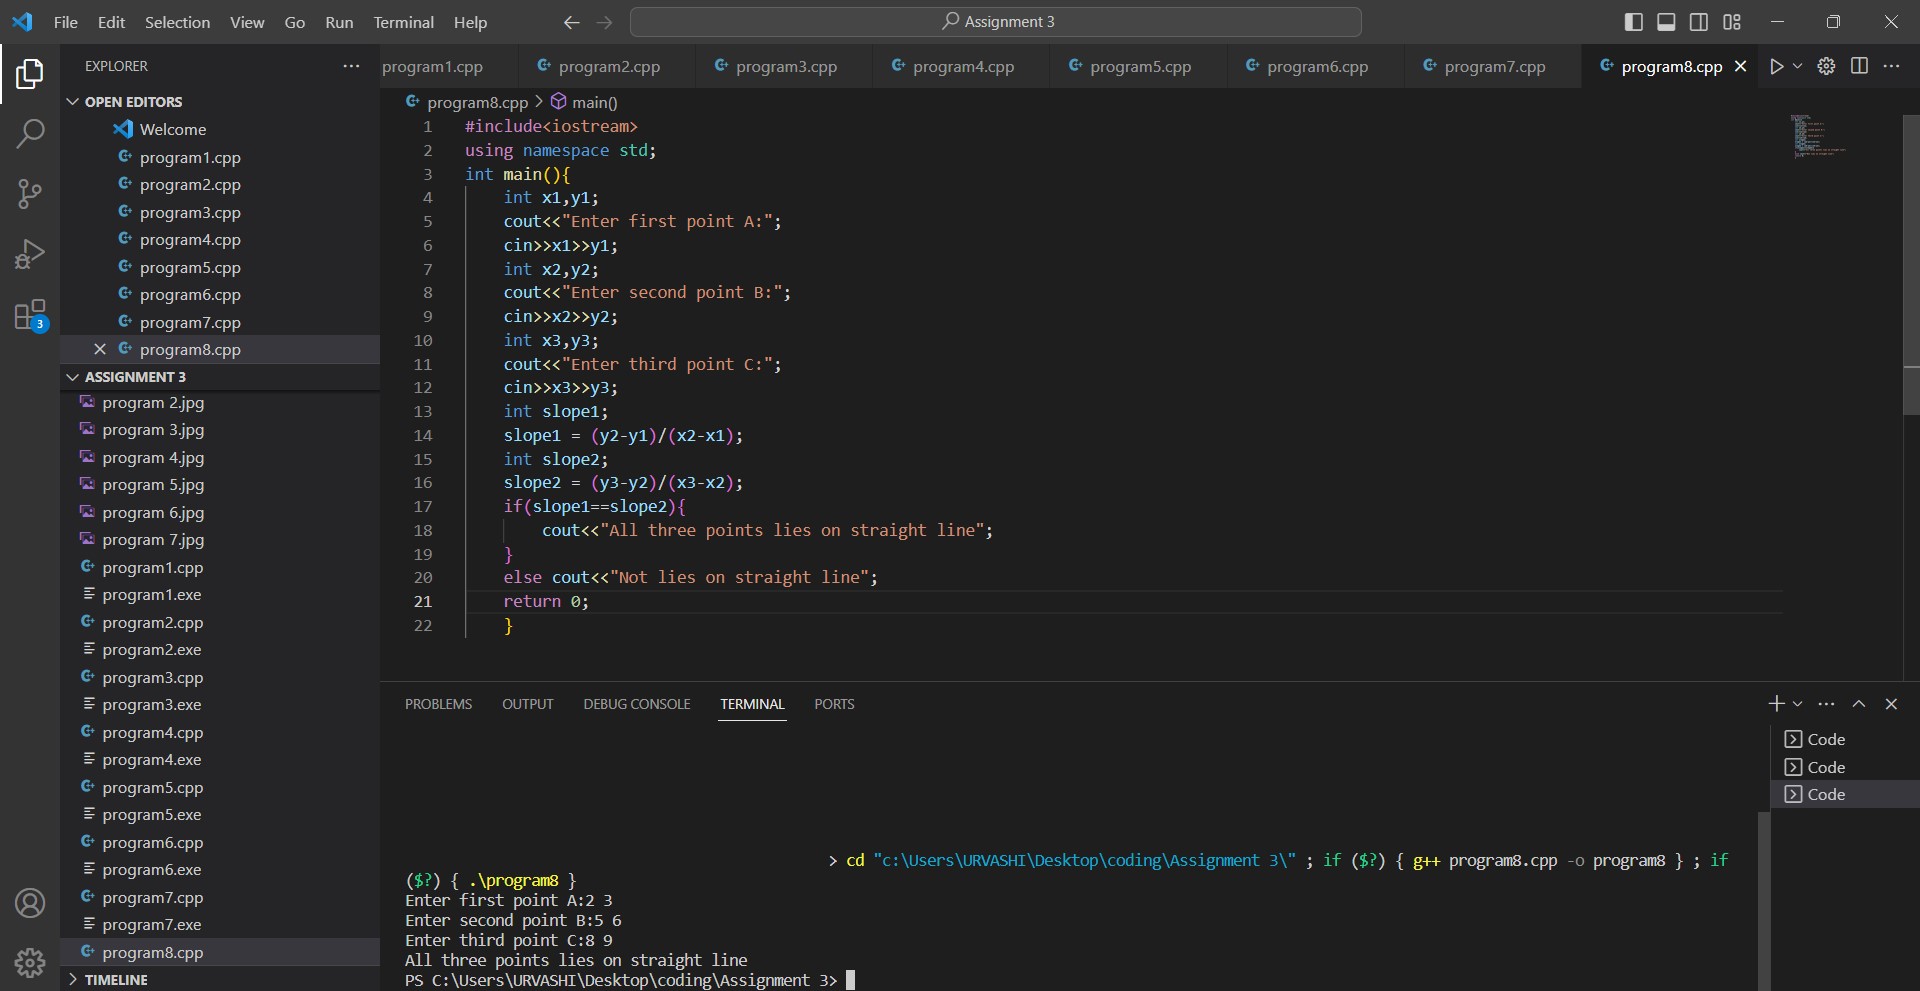 File Edit Selection View Go Run Terminal Help Assignment 3
EXPLORER
OPEN EDITORS
Welcome
program1.cpp
program2.cpp
program3.cpp
program4.cpp
program5.cpp
program6.cpp
program7.cpp
program8.cpp
ASSIGNMENT 3
program 2.jpg
program 3.jpg
program 4.jpg
program 5.jpg
program 6.jpg
program 7.jpg
program1.cpp
program1.exe
program2.cpp
program2.exe
program3.cpp
program3.exe
program4.cpp
program4.exe
program5.cpp
program5.exe
program6.cpp
program6.exe
program7.cpp
program7.exe
program8.cpp
TIMELINE
3
program1.cpp program2.cpp program3.cpp program4.cpp program5.cpp program6.cpp program7.cpp program8.cpp
program8.cpp > main()
1 #include<iostream>
2 using namespace std;
3 int main(){
4 int x1,y1;
5 cout<<"Enter first point A:";
6 cin>>x1>>y1;
7 int x2,y2;
8 cout<<"Enter second point B:";
9 cin>>x2>>y2;
10 int x3,y3;
11 cout<<"Enter third point C:";
12 cin>>x3>>y3;
13 int slope1;
14 slope1 = (y2-y1)/(x2-x1);
15 int slope2;
16 slope2 = (y3-y2)/(x3-x2);
17 if(slope1==slope2){
18 cout<<"All three points lies on straight line";
19 }
20 else cout<<"Not lies on straight line";
21 return 0;
22 }
PROBLEMS OUTPUT DEBUG CONSOLE TERMINAL PORTS
> cd "c:\Users\URVASHI\Desktop\coding\Assignment 3\" ; if ($?) { g++ program8.cpp -o program8 } ; if
($?) { .\program8 }
Enter first point A:2 3
Enter second point B:5 6
Enter third point C:8 9
All three points lies on straight line
PS C:\Users\URVASHI\Desktop\coding\Assignment 3>
Code
Code
Code